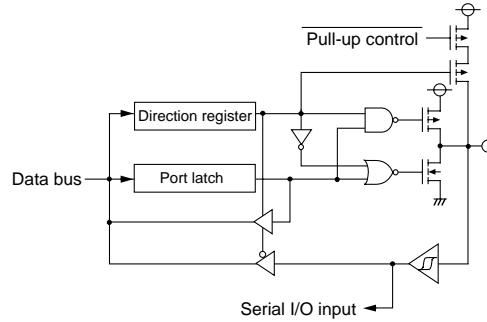 Pull-up control
Direction register
Data bus
Port latch
Serial I/O input